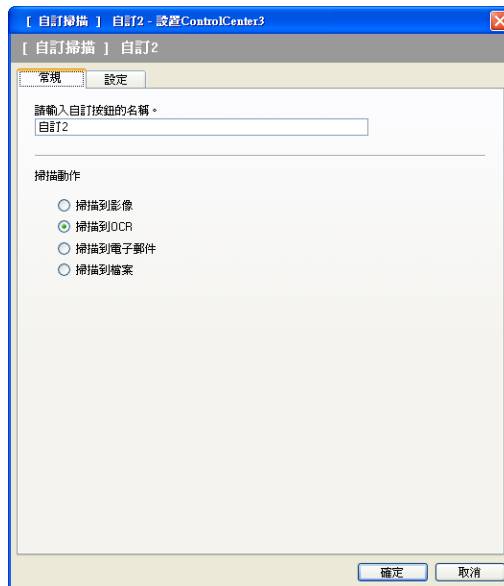 [ 自訂掃描 ] 自訂2 - 設置ControlCenter3
[ 自訂掃描 ] 自訂2
常規 設定
請輸入自訂按鈕的名稱。
自訂2
掃描動作
掃描到影像
掃描到OCR
掃描到電子郵件
掃描到檔案
確定 取消